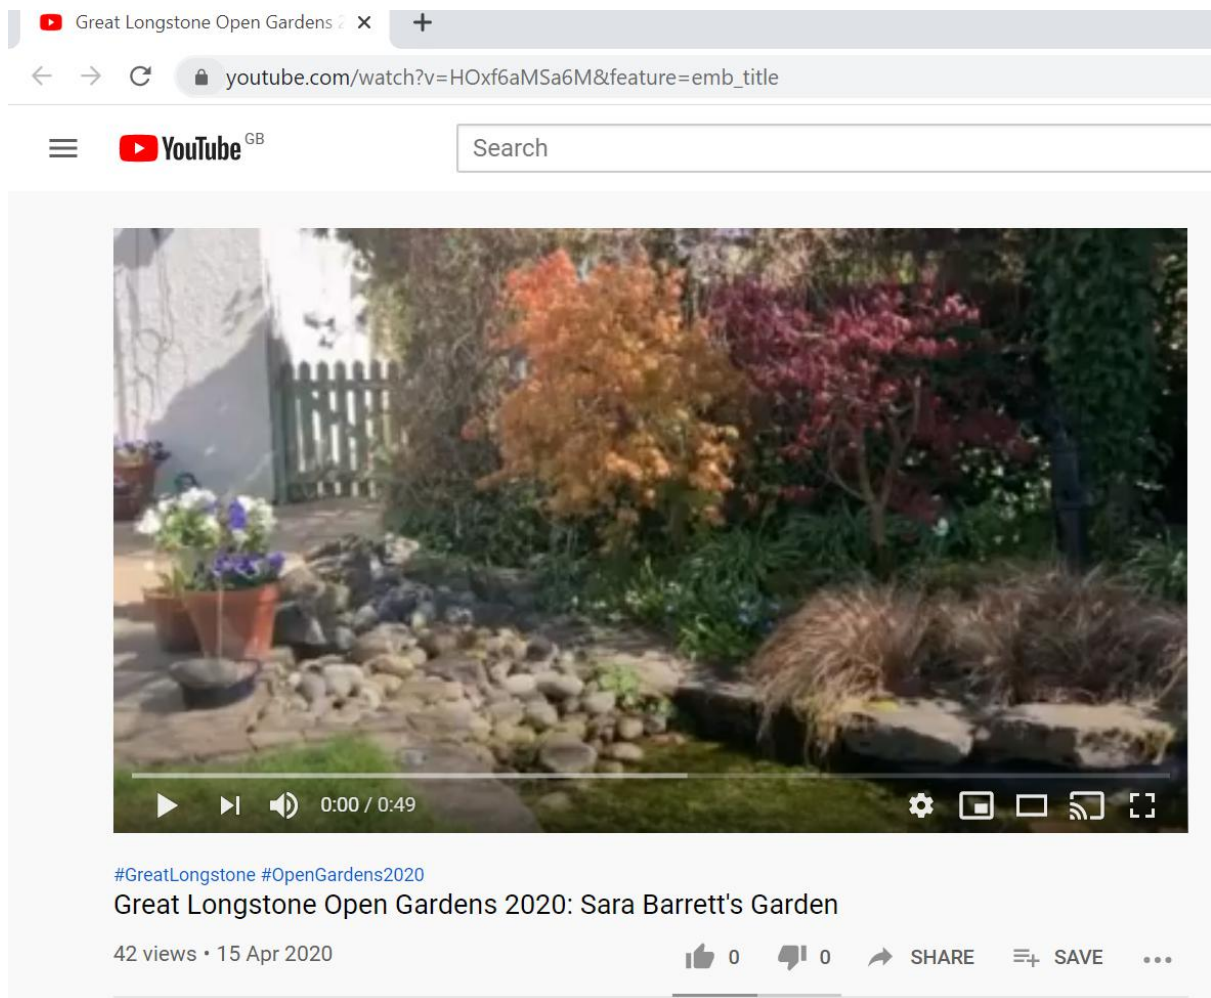 Great Longstone Open Gardens 2
youtube.com/watch?v=HOxf6aMSa6M&feature=emb_title
YouTube GB
Search
0:00 / 0:49
#GreatLongstone #OpenGardens2020
Great Longstone Open Gardens 2020: Sara Barrett's Garden
42 views • 15 Apr 2020 0 0 SHARE SAVE